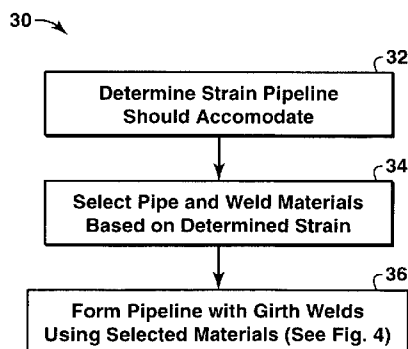 30
32
Determine Strain Pipeline
Should Accomodate
34
Select Pipe and Weld Materials
Based on Determined Strain
36
Form Pipeline with Girth Welds
Using Selected Materials (See Fig. 4)